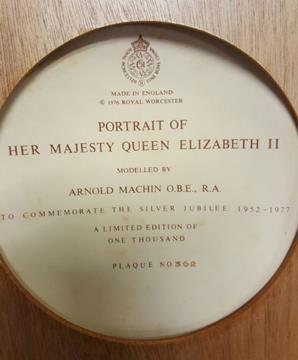 MADE IN ENGLAND
© 1976 ROYAL WORCESTER
PORTRAIT OF
HER MAJESTY QUEEN ELIZABETH II
MODELLED BY
ARNOLD MACHIN O.B.E., R.A.
TO COMMEMORATE THE SILVER JUBILEE 1952-1977
A LIMITED EDITION OF
ONE THOUSAND
PLAQUE NO 362